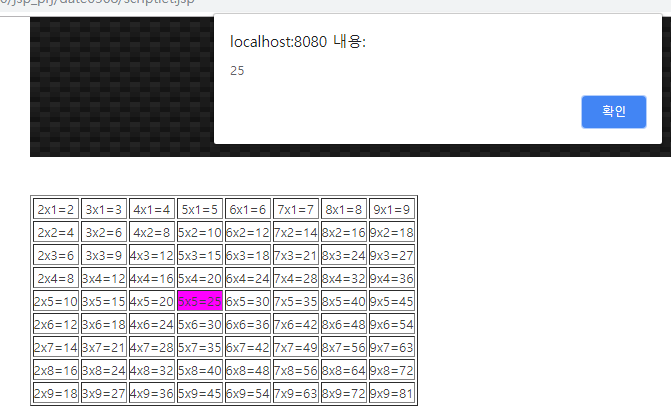 localhost:8080 내용:
25
확인
2x1=2 3x1=3 4x1=4 5x1=5 6x1=6 7x1=7 8x1=8 9x1=9
2x2=4 3x2=6 4x2=8 5x2=10 6x2=12 7x2=14 8x2=16 9x2=18
2x3=6 3x3=9 4x3=12 5x3=15 6x3=18 7x3=21 8x3=24 9x3=27
2x4=8 3x4=12 4x4=16 5x4=20 6x4=24 7x4=28 8x4=32 9x4=36
2x5=10 3x5=15 4x5=20 5x5=25 6x5=30 7x5=35 8x5=40 9x5=45
2x6=12 3x6=18 4x6=24 5x6=30 6x6=36 7x6=42 8x6=48 9x6=54
2x7=14 3x7=21 4x7=28 5x7=35 6x7=42 7x7=49 8x7=56 9x7=63
2x8=16 3x8=24 4x8=32 5x8=40 6x8=48 7x8=56 8x8=64 9x8=72
2x9=18 3x9=27 4x9=36 5x9=45 6x9=54 7x9=63 8x9=72 9x9=81